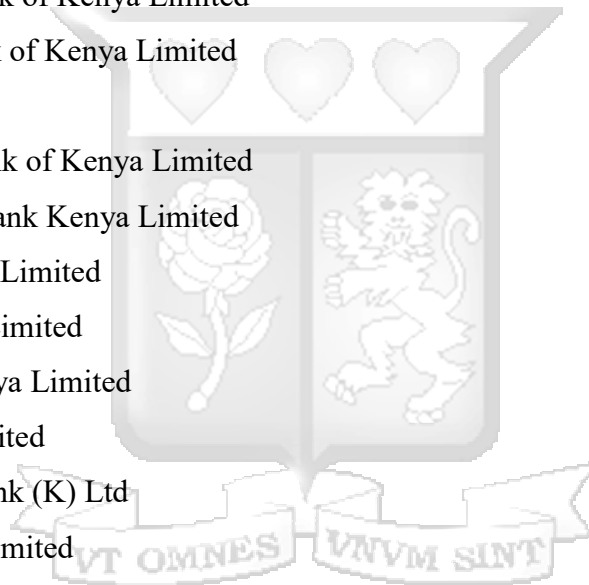 k of Kenya Limited
k of Kenya Limited
k of Kenya Limited
ank Kenya Limited
Limited
imited
ya Limited
ited
nk (K) Ltd
mited
VT OMNES VNVM SINT